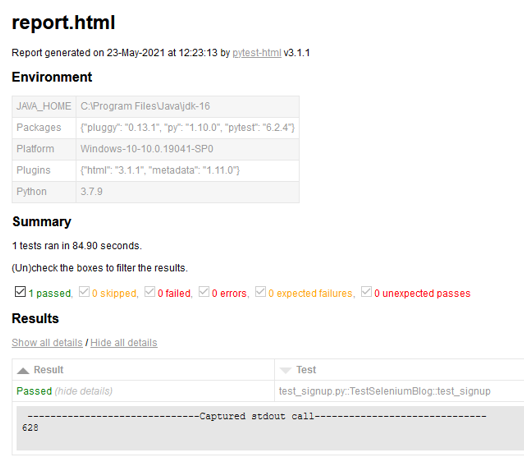 report.html
Report generated on 23-May-2021 at 12:23:13 by pytest-html v3.1.1
Environment
JAVA_HOME C:\Program Files\Java\jdk-16
Packages {"pluggy": "0.13.1", "py": "1.10.0", "pytest": "6.2.4"}
Platform Windows-10-10.0.19041-SP0
Plugins {"html": "3.1.1", "metadata": "1.11.0"}
Python 3.7.9
Summary
1 tests ran in 84.90 seconds.
(Un)check the boxes to filter the results.
1 passed, 0 skipped, 0 failed, 0 errors, 0 expected failures, 0 unexpected passes
Results
Show all details / Hide all details
Result Test
Passed (hide details) test_signup.py::TestSeleniumBlog::test_signup
------------------------------Captured stdout call------------------------------
628